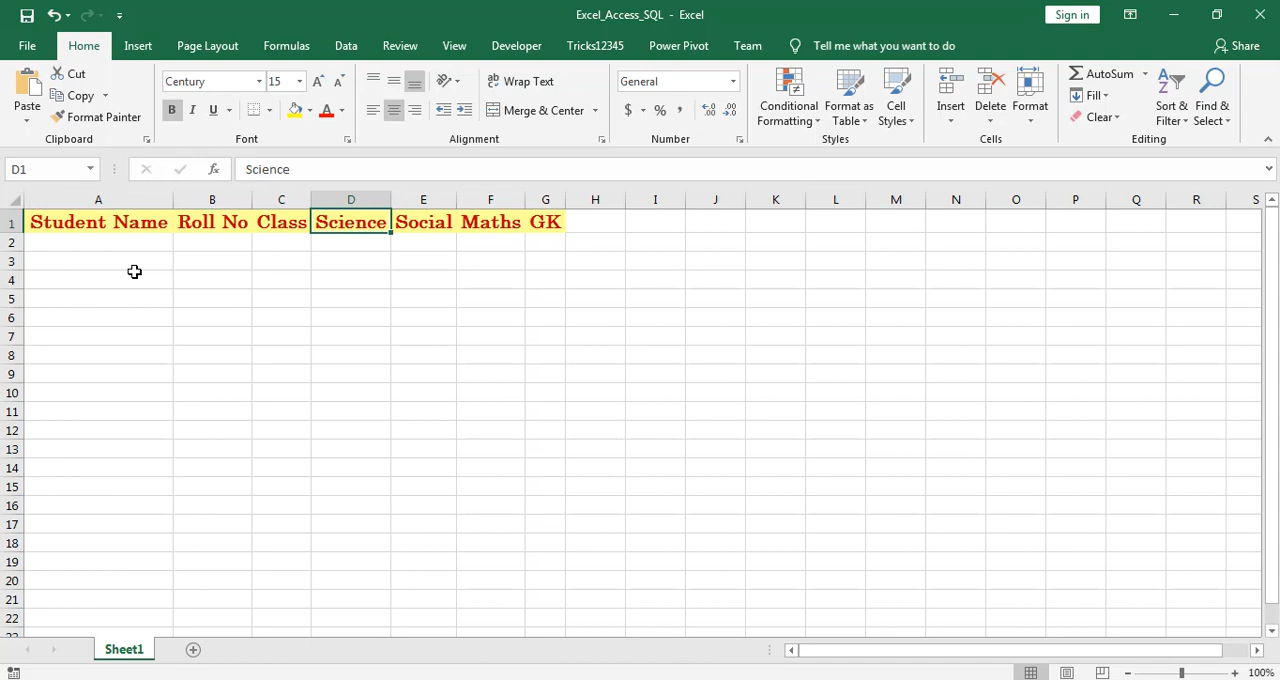 Excel_Access_SQL - Excel
Sign in
File Home Insert Page Layout Formulas Data Review View Developer Tricks12345 Power Pivot Team Tell me what you want to do Share
Paste
Cut
Copy
Format Painter
Clipboard
Century 15 A A
B I U A
Font
Wrap Text
Merge & Center
Alignment
General
$ % , .00 .0
Number
Conditional Formatting
Format as Table
Cell Styles
Styles
Insert Delete Format
Cells
AutoSum
Fill
Clear
Sort & Filter
Find & Select
Editing
D1 fx Science
A B C D E F G H I J K L M N O P Q R S
1 Student Name Roll No Class Science Social Maths GK
2
3
4
5
6
7
8
9
10
11
12
13
14
15
16
17
18
19
20
21
22
Sheet1
100%